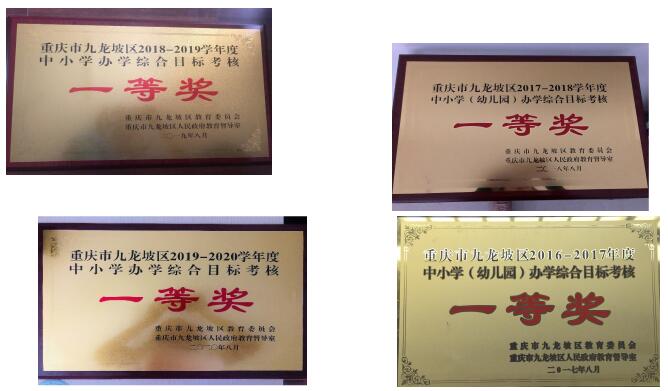 重庆市九龙坡区2018-2019学年度
中小学办学综合目标考核
一等奖
重庆市九龙坡区教育委员会
重庆市九龙坡区人民政府教育督导室
二〇一九年八月
重庆市九龙坡区2017-2018学年度
中小学（幼儿园）办学综合目标考核
一等奖
重庆市九龙坡区教育委员会
重庆市九龙坡区人民政府教育督导室
二〇一八年八月
重庆市九龙坡区2019-2020学年度
中小学办学综合目标考核
一等奖
重庆市九龙坡区教育委员会
重庆市九龙坡区人民政府教育督导室
二〇二〇年八月
重庆市九龙坡区2016-2017年度
中小学（幼儿园）办学综合目标考核
一等奖
重庆市九龙坡区教育委员会
重庆市九龙坡区人民政府教育督导室
二0一七年八月